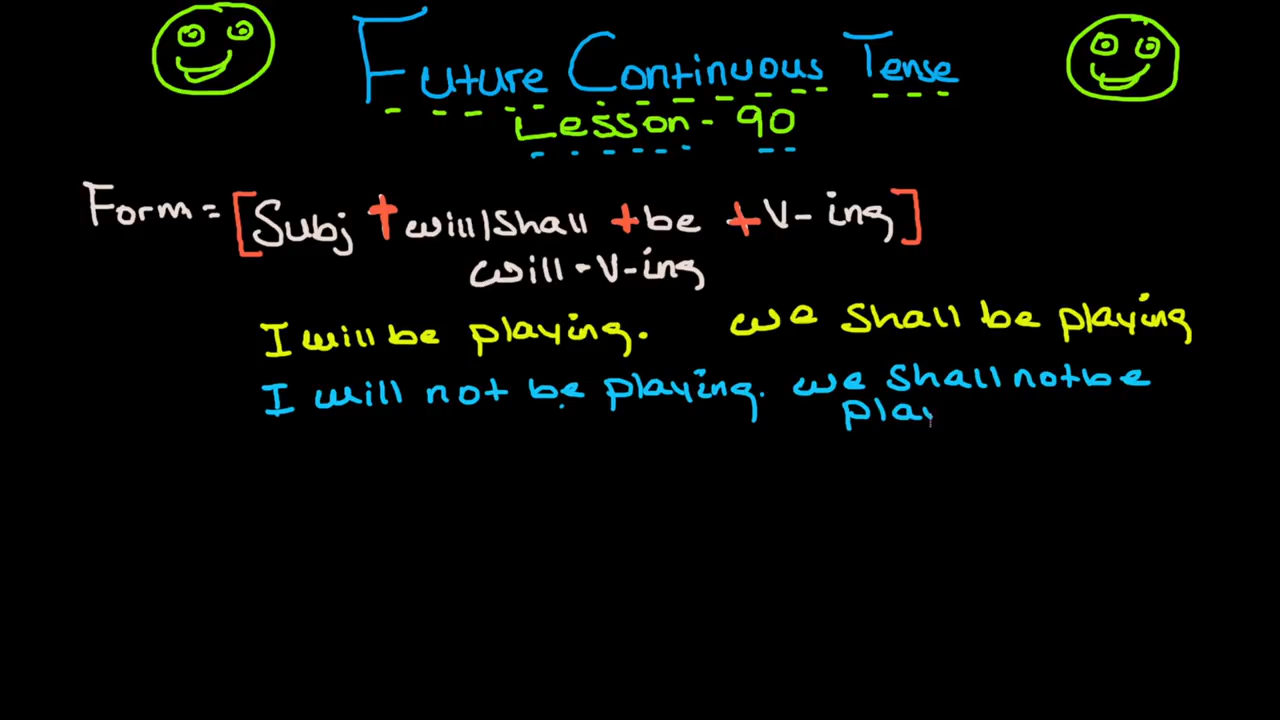 Future Continuous Tense
Lesson - 90
Form = [Subj + will/Shall + be + V-ing]
will - V-ing
I will be playing. we shall be playing
I will not be playing. we shall not be
play